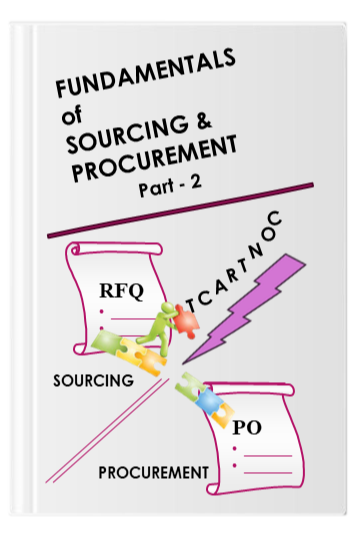 FUNDAMENTALS
of
SOURCING &
PROCUREMENT
Part - 2
TCARTNOC
RFQ
SOURCING
PO
PROCUREMENT